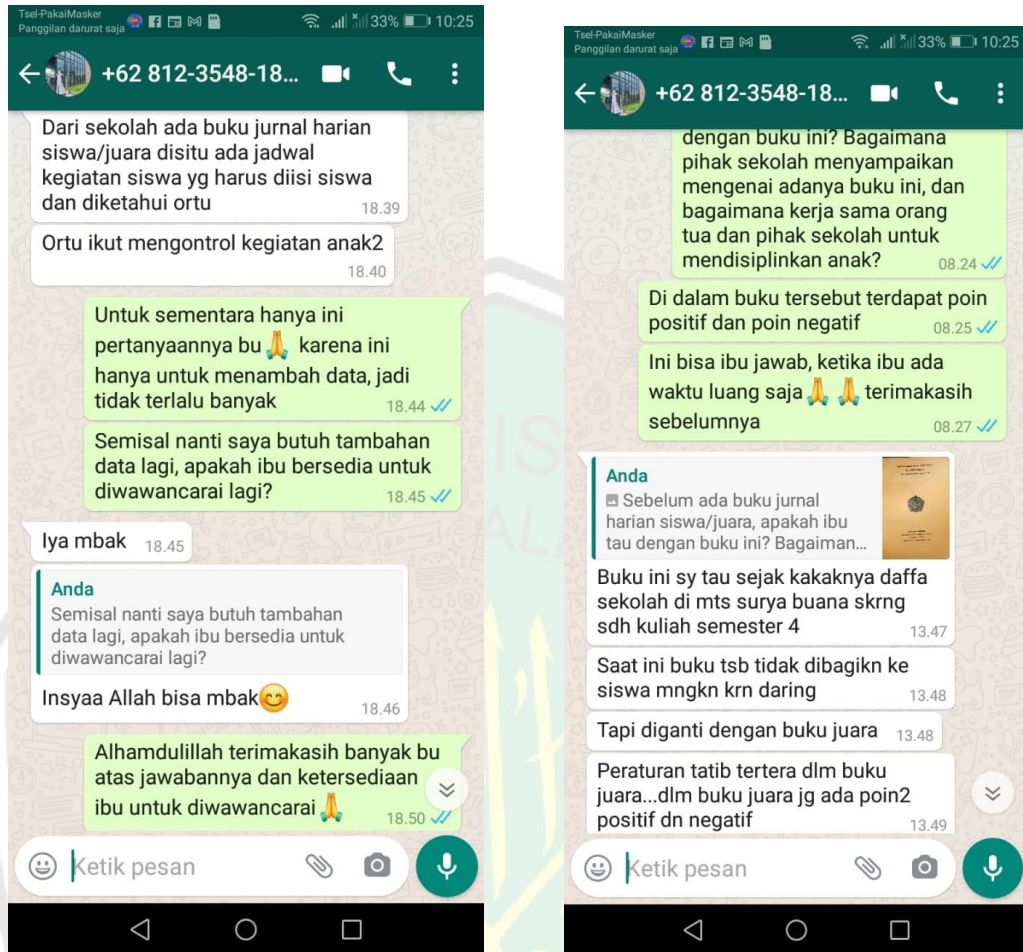 Tsel-PakaiMasker
Panggilan darurat saja
33% 10:25
+62 812-3548-18...
Dari sekolah ada buku jurnal harian
siswa/juara disitu ada jadwal
kegiatan siswa yg harus diisi siswa
dan diketahui ortu
18.39
Ortu ikut mengontrol kegiatan anak2
18.40
Untuk sementara hanya ini
pertanyaannya bu🙏 karena ini
hanya untuk menambah data, jadi
tidak terlalu banyak
18.44
Semisal nanti saya butuh tambahan
data lagi, apakah ibu bersedia untuk
diwawancarai lagi?
18.45
Iya mbak 18.45
Anda
Semisal nanti saya butuh tambahan
data lagi, apakah ibu bersedia untuk
diwawancarai lagi?
Insyaa Allah bisa mbak😊
18.46
Alhamdulillah terimakasih banyak bu
atas jawabannya dan ketersediaan
ibu untuk diwawancarai🙏
18.50
Ketik pesan
Tsel-PakaiMasker
Panggilan darurat saja
33% 10:25
+62 812-3548-18...
dengan buku ini? Bagaimana
pihak sekolah menyampaikan
mengenai adanya buku ini, dan
bagaimana kerja sama orang
tua dan pihak sekolah untuk
mendisiplinkan anak?
08.24
Di dalam buku tersebut terdapat poin
positif dan poin negatif
08.25
Ini bisa ibu jawab, ketika ibu ada
waktu luang saja🙏🙏 terimakasih
sebelumnya
08.27
Anda
Sebelum ada buku jurnal
harian siswa/juara, apakah ibu
tau dengan buku ini? Bagaiman...
Buku ini sy tau sejak kakaknya daffa
sekolah di mts surya buana skrng
sdh kuliah semester 4
13.47
Saat ini buku tsb tidak dibagikn ke
siswa mngkn krn daring
13.48
Tapi diganti dengan buku juara 13.48
Peraturan tatib tertera dlm buku
juara...dlm buku juara jg ada poin2
positif dn negatif
13.49
Ketik pesan